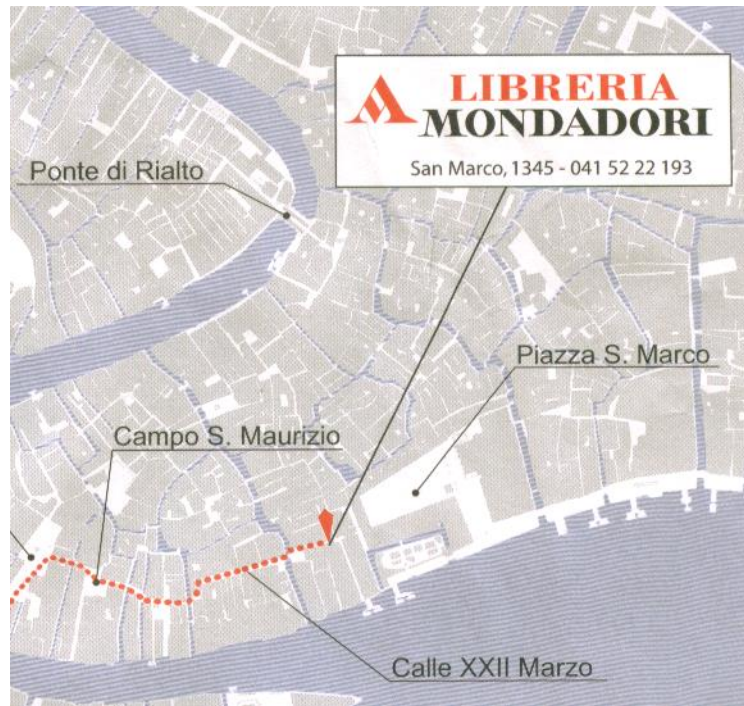 LIBRERIA
MONDADORI
San Marco, 1345 - 041 52 22 193
Ponte di Rialto
Piazza S. Marco
Campo S. Maurizio
Calle XXII Marzo